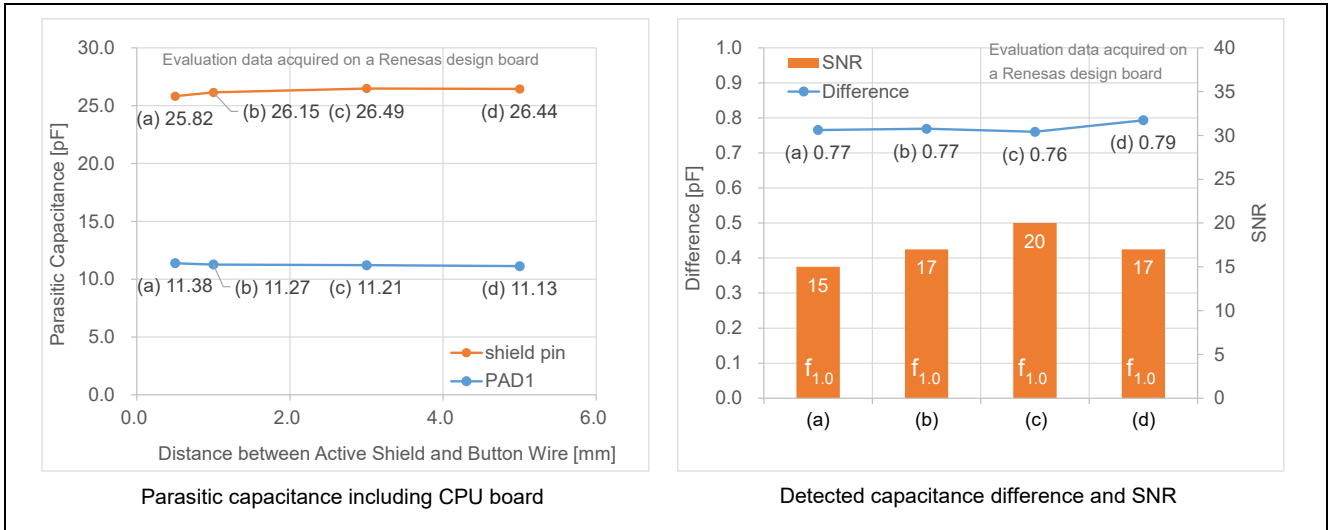 Evaluation data acquired on a Renesas design board
30.0
25.0
20.0
15.0
10.0
5.0
0.0
Parasitic Capacitance [pF]
(a) 25.82
(b) 26.15
(c) 26.49
(d) 26.44
(a) 11.38
(b) 11.27
(c) 11.21
(d) 11.13
shield pin
PAD1
0.0
2.0
4.0
6.0
Distance between Active Shield and Button Wire [mm]
Parasitic capacitance including CPU board
Evaluation data acquired on
a Renesas design board
SNR
Difference
1.0
0.9
0.8
0.7
0.6
0.5
0.4
0.3
0.2
0.1
0.0
Difference [pF]
40
35
30
25
20
15
10
5
0
SNR
(a) 0.77
(b) 0.77
(c) 0.76
(d) 0.79
15
17
20
17
f1.0
f1.0
f1.0
f1.0
(a)
(b)
(c)
(d)
Detected capacitance difference and SNR